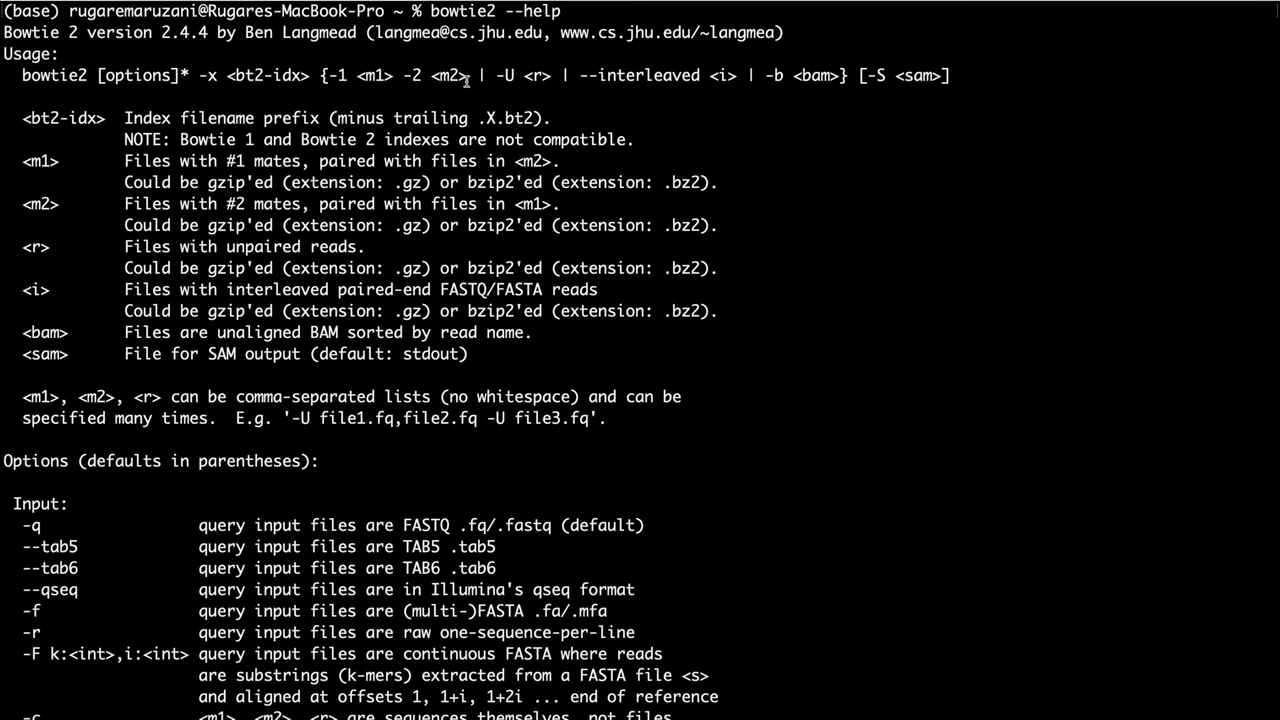 (base) rugaremaruzani@Rugares-MacBook-Pro ~ % bowtie2 --help
Bowtie 2 version 2.4.4 by Ben Langmead (langmea@cs.jhu.edu, www.cs.jhu.edu/~langmea)
Usage:
  bowtie2 [options]* -x <bt2-idx> {-1 <m1> -2 <m2> | -U <r> | --interleaved <i> | -b <bam>} [-S <sam>]

  <bt2-idx>  Index filename prefix (minus trailing .X.bt2).
             NOTE: Bowtie 1 and Bowtie 2 indexes are not compatible.
  <m1>       Files with #1 mates, paired with files in <m2>.
             Could be gzip'ed (extension: .gz) or bzip2'ed (extension: .bz2).
  <m2>       Files with #2 mates, paired with files in <m1>.
             Could be gzip'ed (extension: .gz) or bzip2'ed (extension: .bz2).
  <r>        Files with unpaired reads.
             Could be gzip'ed (extension: .gz) or bzip2'ed (extension: .bz2).
  <i>        Files with interleaved paired-end FASTQ/FASTA reads
             Could be gzip'ed (extension: .gz) or bzip2'ed (extension: .bz2).
  <bam>      Files are unaligned BAM sorted by read name.
  <sam>      File for SAM output (default: stdout)

  <m1>, <m2>, <r> can be comma-separated lists (no whitespace) and can be
  specified many times.  E.g. '-U file1.fq,file2.fq -U file3.fq'.

Options (defaults in parentheses):

 Input:
  -q                 query input files are FASTQ .fq/.fastq (default)
  --tab5             query input files are TAB5 .tab5
  --tab6             query input files are TAB6 .tab6
  --qseq             query input files are in Illumina's qseq format
  -f                 query input files are (multi-)FASTA .fa/.mfa
  -r                 query input files are raw one-sequence-per-line
  -F k:<int>,i:<int> query input files are continuous FASTA where reads
                     are substrings (k-mers) extracted from a FASTA file <s>
                     and aligned at offsets 1, 1+i, 1+2i ... end of reference
  -c                 <m1>, <m2>, <r> are sequences themselves, not files